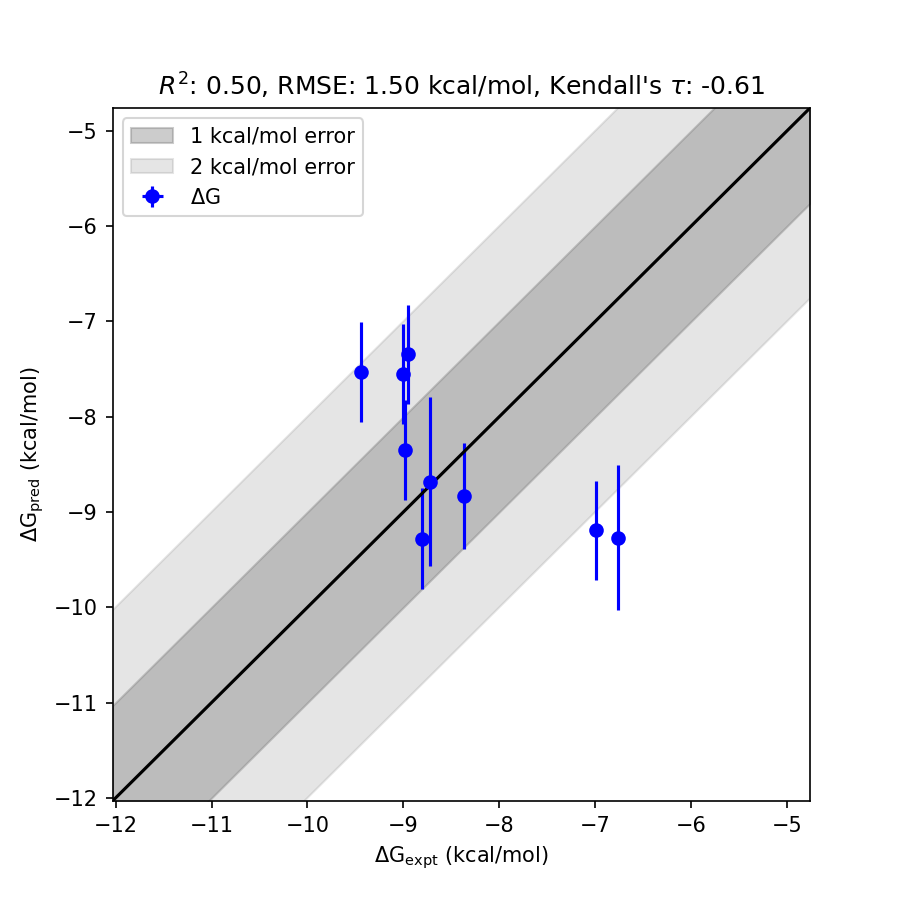 R²: 0.50, RMSE: 1.50 kcal/mol, Kendall's τ: -0.61
1 kcal/mol error
2 kcal/mol error
ΔG
−5
−6
−7
−8
−9
−10
−11
−12
ΔGpred (kcal/mol)
−12 −11 −10 −9 −8 −7 −6 −5
ΔGexpt (kcal/mol)